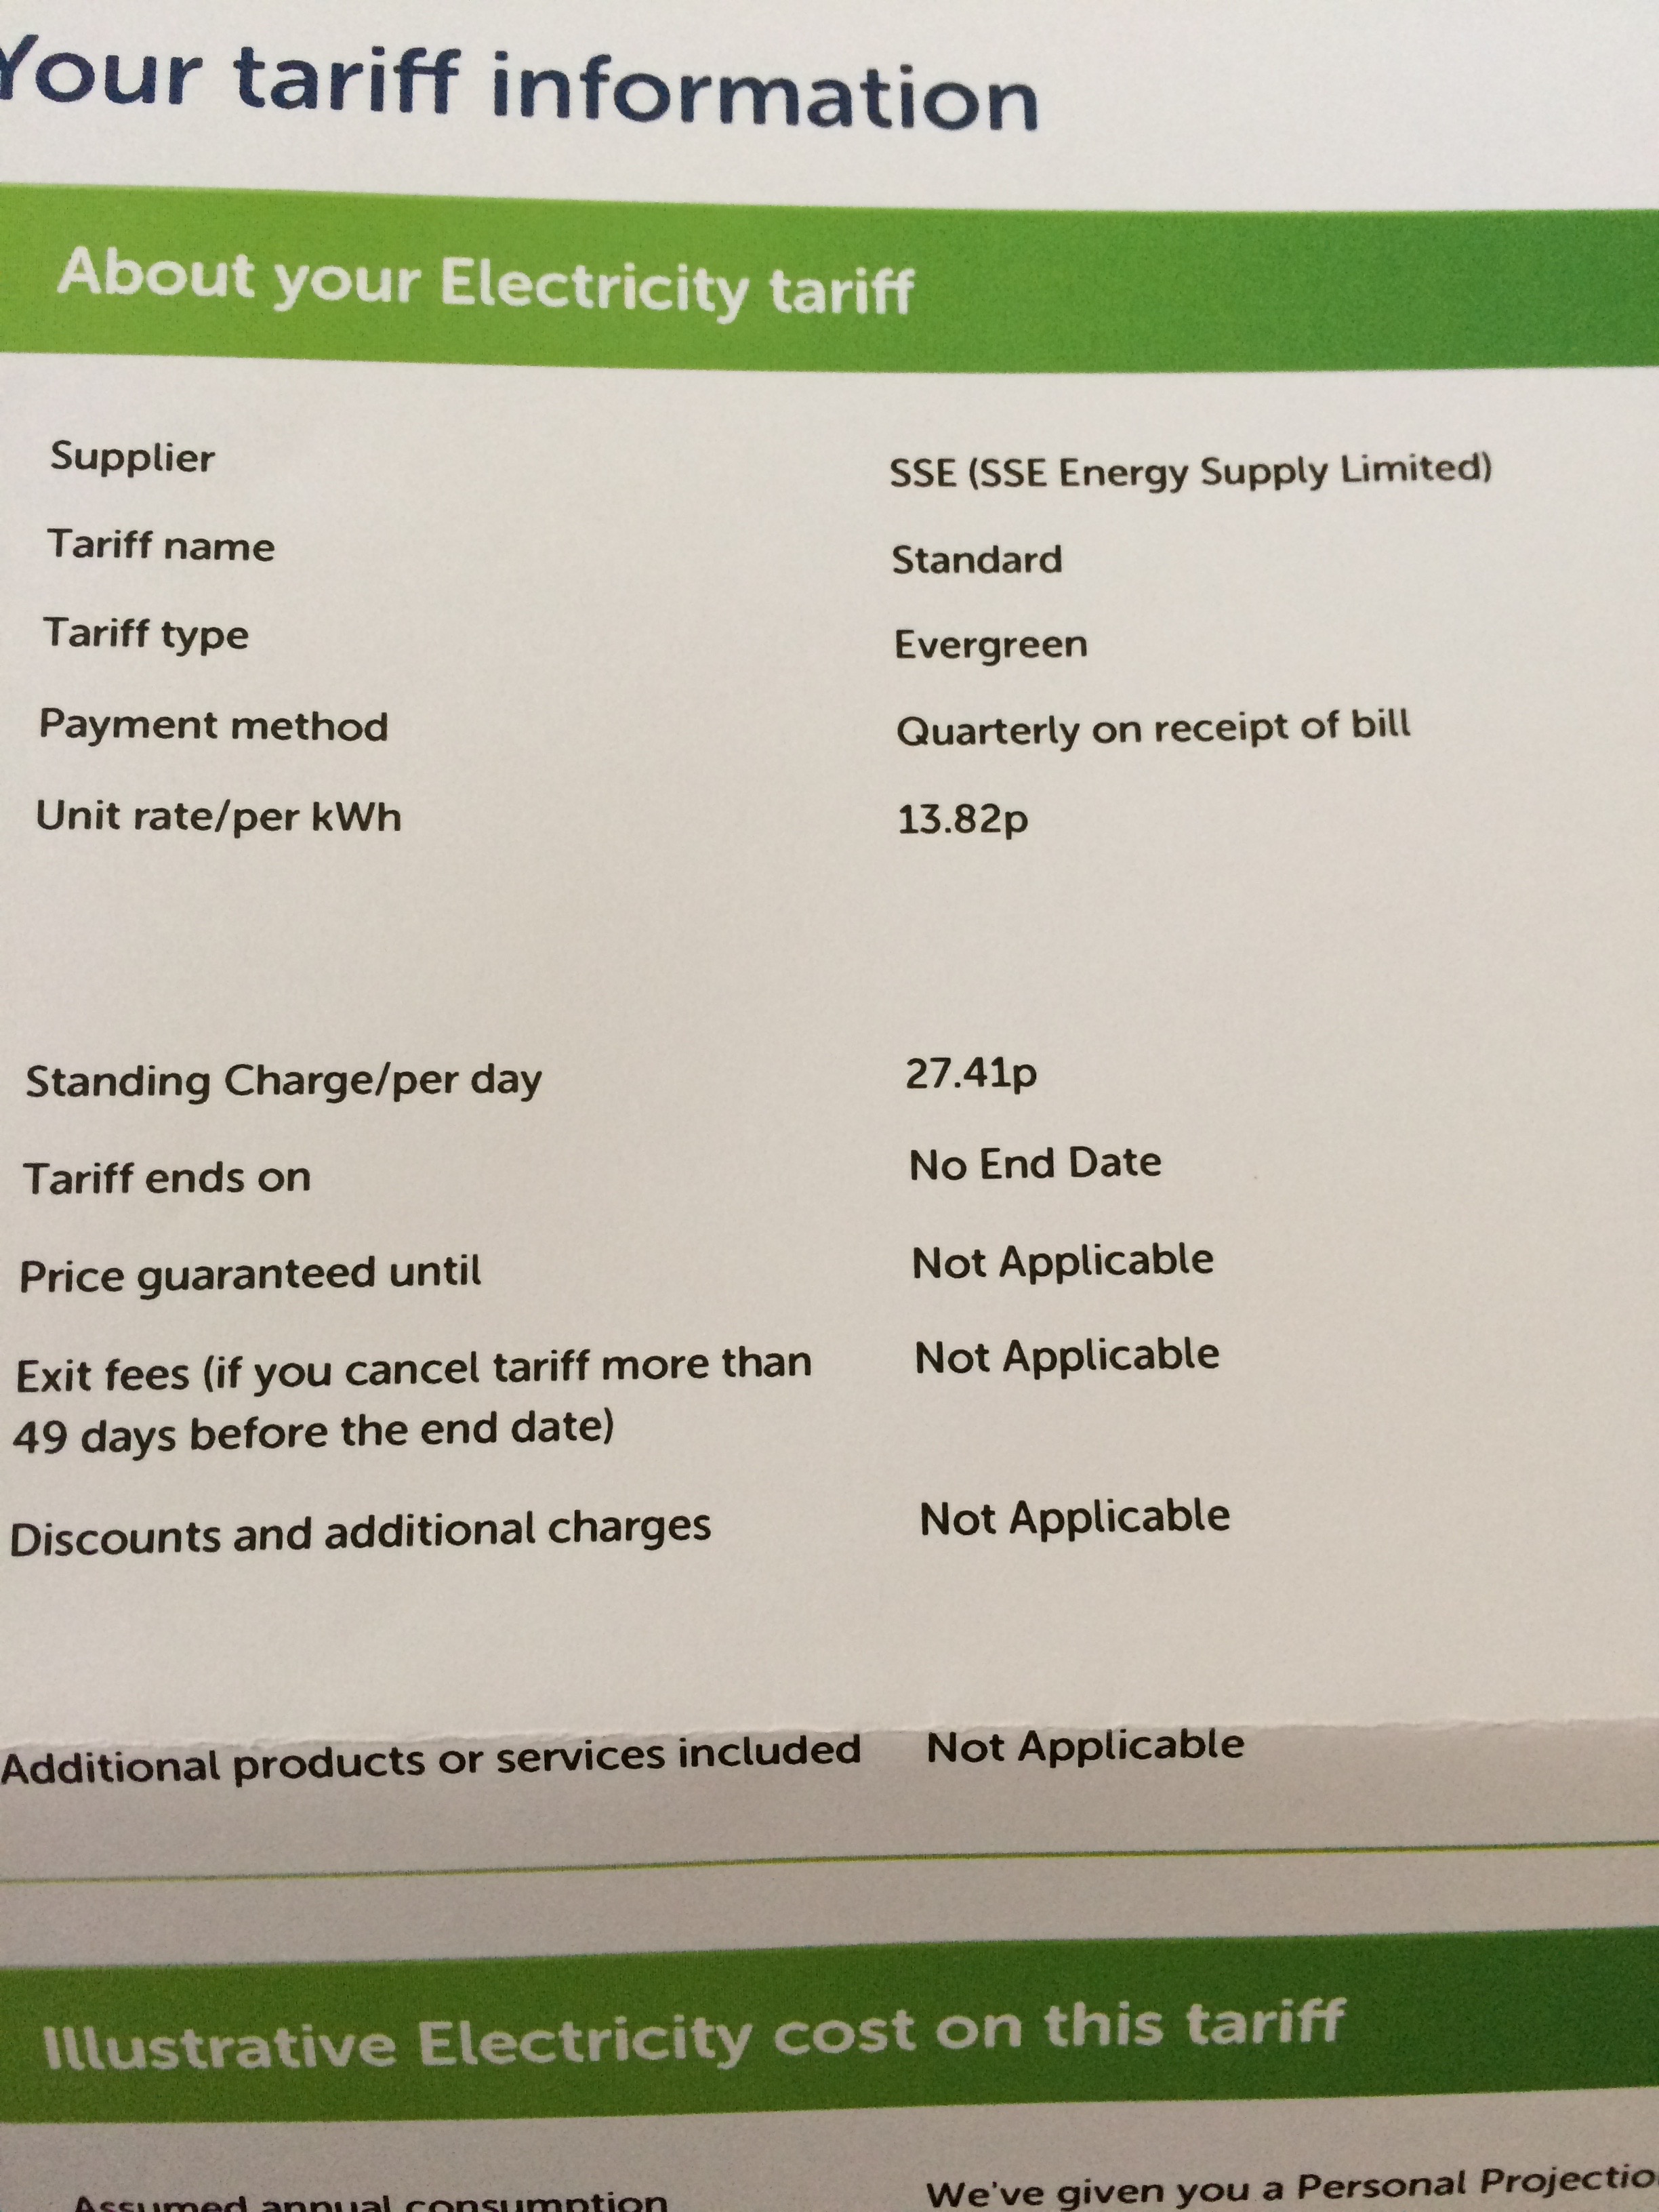 Your tariff information
About your Electricity tariff
Supplier SSE (SSE Energy Supply Limited)
Tariff name Standard
Tariff type Evergreen
Payment method Quarterly on receipt of bill
Unit rate/per kWh 13.82p
Standing Charge/per day 27.41p
Tariff ends on No End Date
Price guaranteed until Not Applicable
Exit fees (if you cancel tariff more than Not Applicable
49 days before the end date)
Discounts and additional charges Not Applicable
Additional products or services included Not Applicable
Illustrative Electricity cost on this tariff
Assumed annual consumption We've given you a Personal Projectio